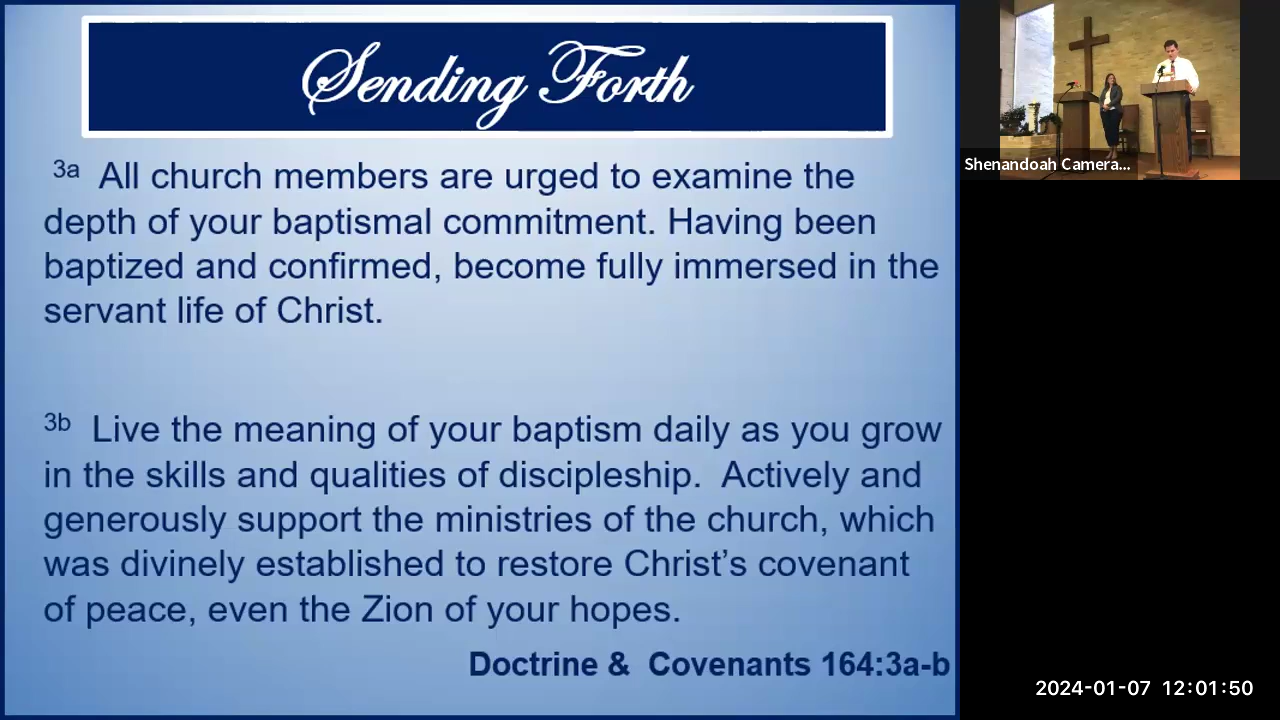 Sending Forth
3a All church members are urged to examine the
depth of your baptismal commitment. Having been
baptized and confirmed, become fully immersed in the
servant life of Christ.
3b Live the meaning of your baptism daily as you grow
in the skills and qualities of discipleship. Actively and
generously support the ministries of the church, which
was divinely established to restore Christ’s covenant
of peace, even the Zion of your hopes.
Doctrine & Covenants 164:3a-b
Shenandoah Camera...
2024-01-07 12:01:50